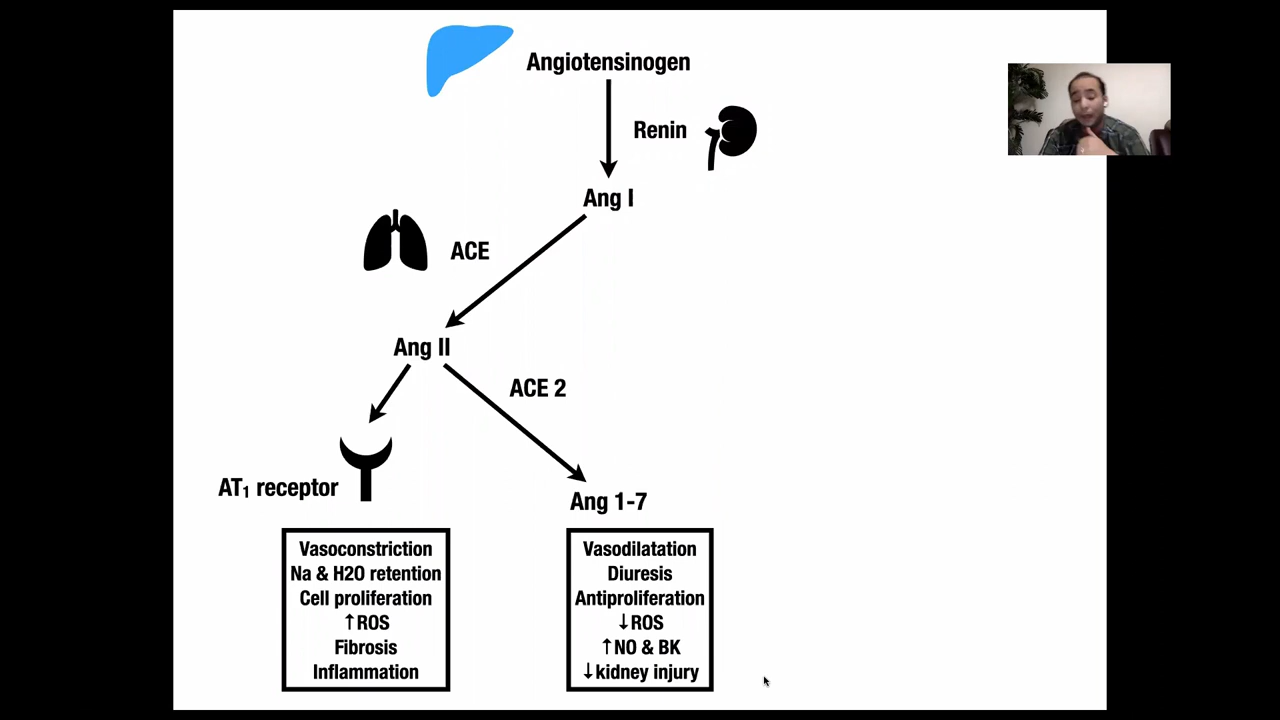 Angiotensinogen
Renin
Ang I
ACE
Ang II
ACE 2
AT₁ receptor
Ang 1-7
Vasoconstriction
Na & H2O retention
Cell proliferation
↑ROS
Fibrosis
Inflammation
Vasodilatation
Diuresis
Antiproliferation
↓ROS
↑NO & BK
↓kidney injury